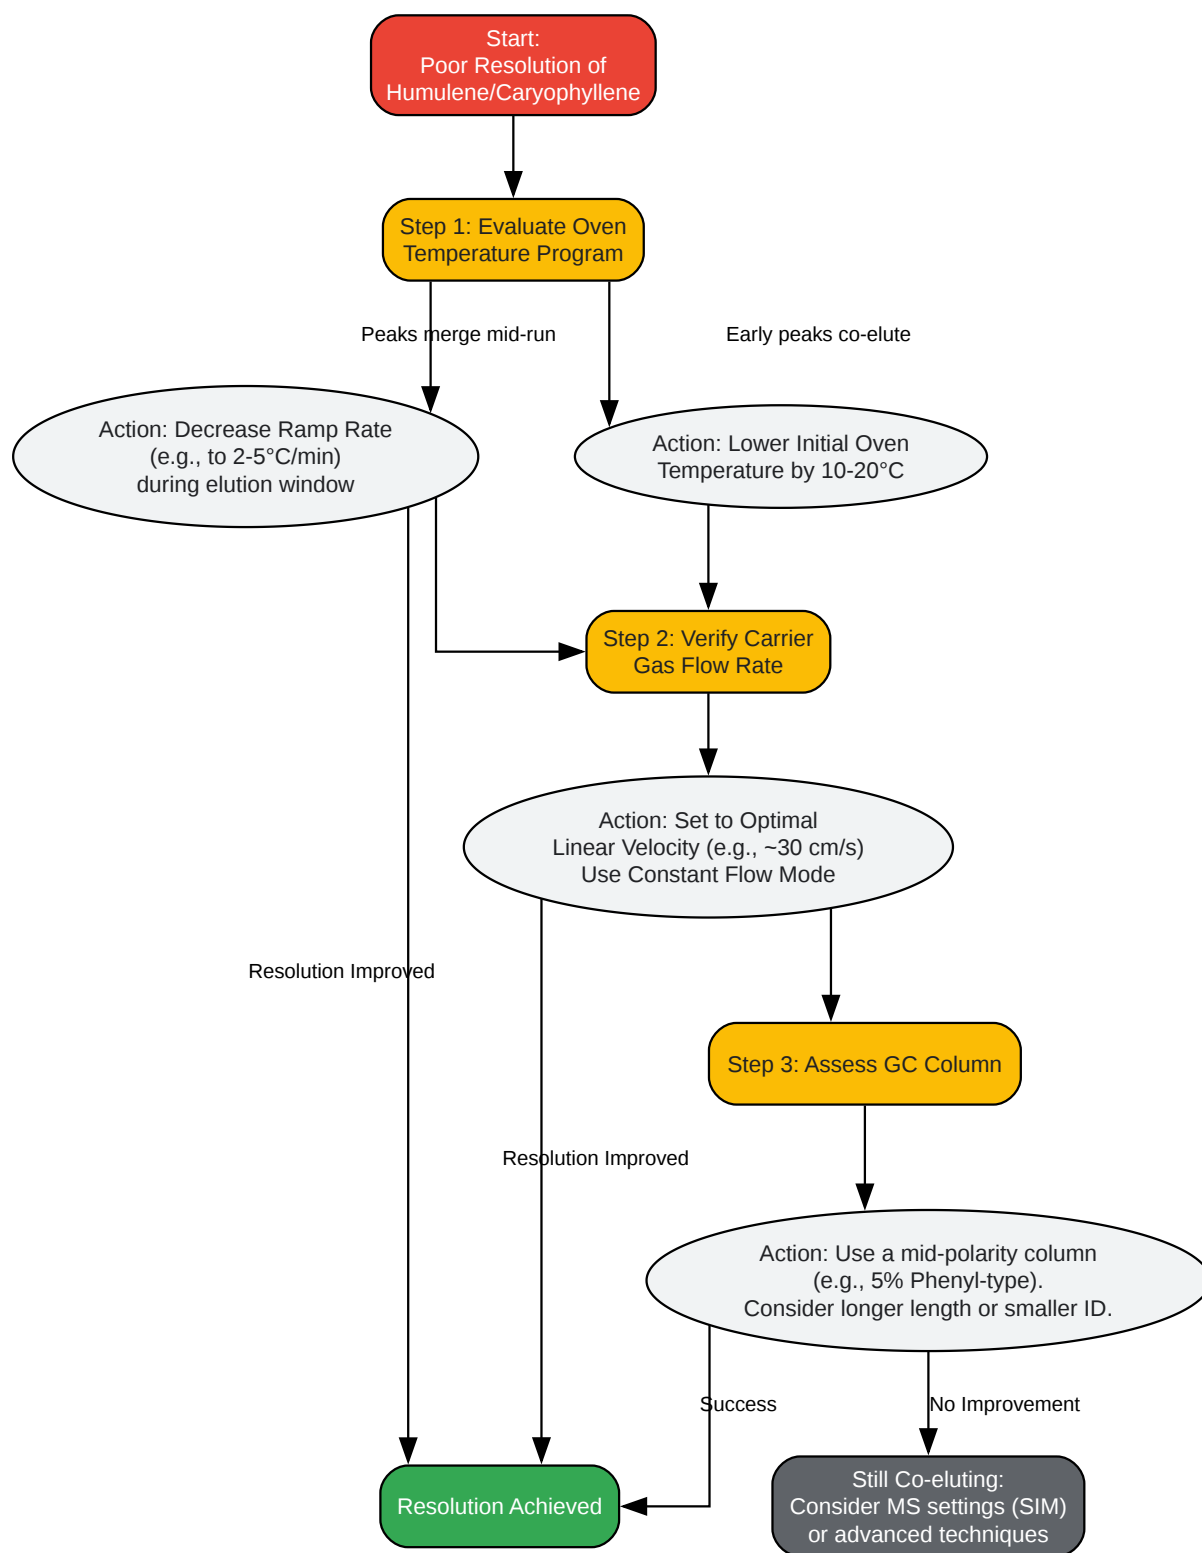 Start:
Poor Resolution of
Humulene/Caryophyllene
Step 1: Evaluate Oven
Temperature Program
Peaks merge mid-run
Early peaks co-elute
Action: Decrease Ramp Rate
(e.g., to 2-5°C/min)
during elution window
Action: Lower Initial Oven
Temperature by 10-20°C
Step 2: Verify Carrier
Gas Flow Rate
Action: Set to Optimal
Linear Velocity (e.g., ~30 cm/s)
Use Constant Flow Mode
Resolution Improved
Step 3: Assess GC Column
Resolution Improved
Action: Use a mid-polarity column
(e.g., 5% Phenyl-type).
Consider longer length or smaller ID.
Success
No Improvement
Resolution Achieved
Still Co-eluting:
Consider MS settings (SIM)
or advanced techniques